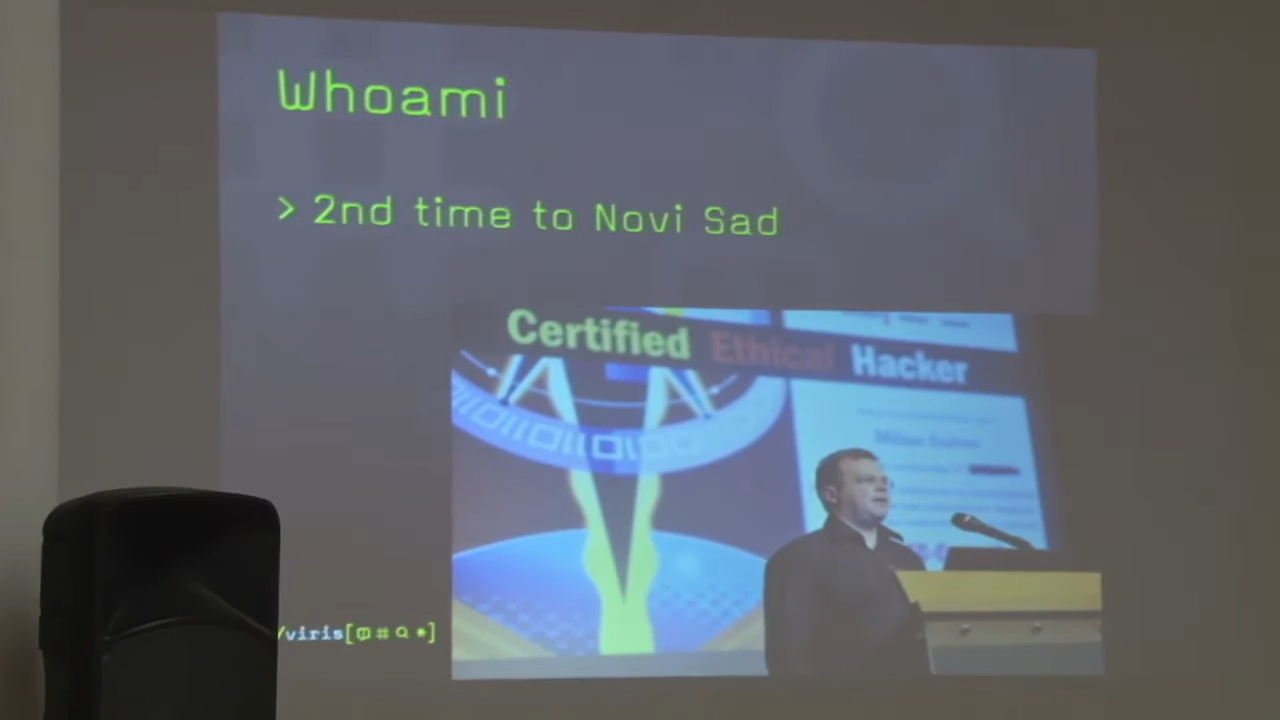 Whoami
> 2nd time to Novi Sad
Certified Ethical Hacker
/viris[
]